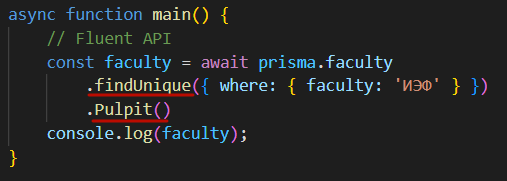 async function main() {
// Fluent API
const faculty = await prisma.faculty
.findUnique({ where: { faculty: 'ИЭФ' } })
.Pulpit()
console.log(faculty);
}